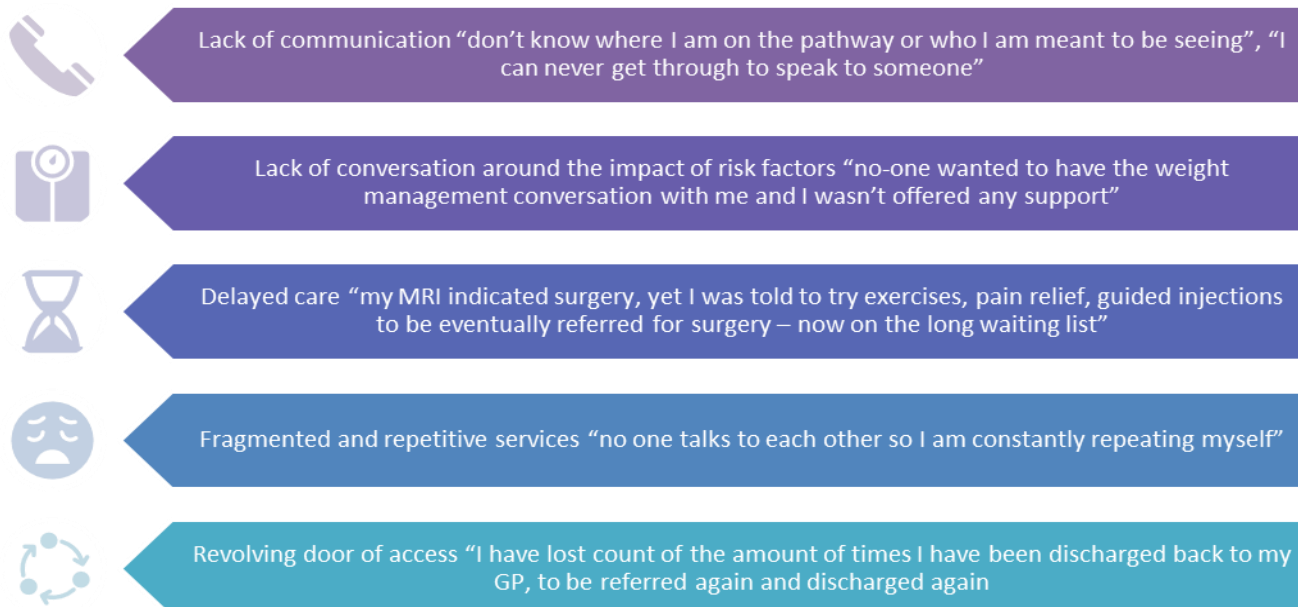 Lack of communication “don’t know where I am on the pathway or who I am meant to be seeing”, “I
can never get through to speak to someone”
Lack of conversation around the impact of risk factors “no-one wanted to have the weight
management conversation with me and I wasn’t offered any support”
Delayed care “my MRI indicated surgery, yet I was told to try exercises, pain relief, guided injections
to be eventually referred for surgery – now on the long waiting list”
Fragmented and repetitive services “no one talks to each other so I am constantly repeating myself”
Revolving door of access “I have lost count of the amount of times I have been discharged back to my
GP, to be referred again and discharged again